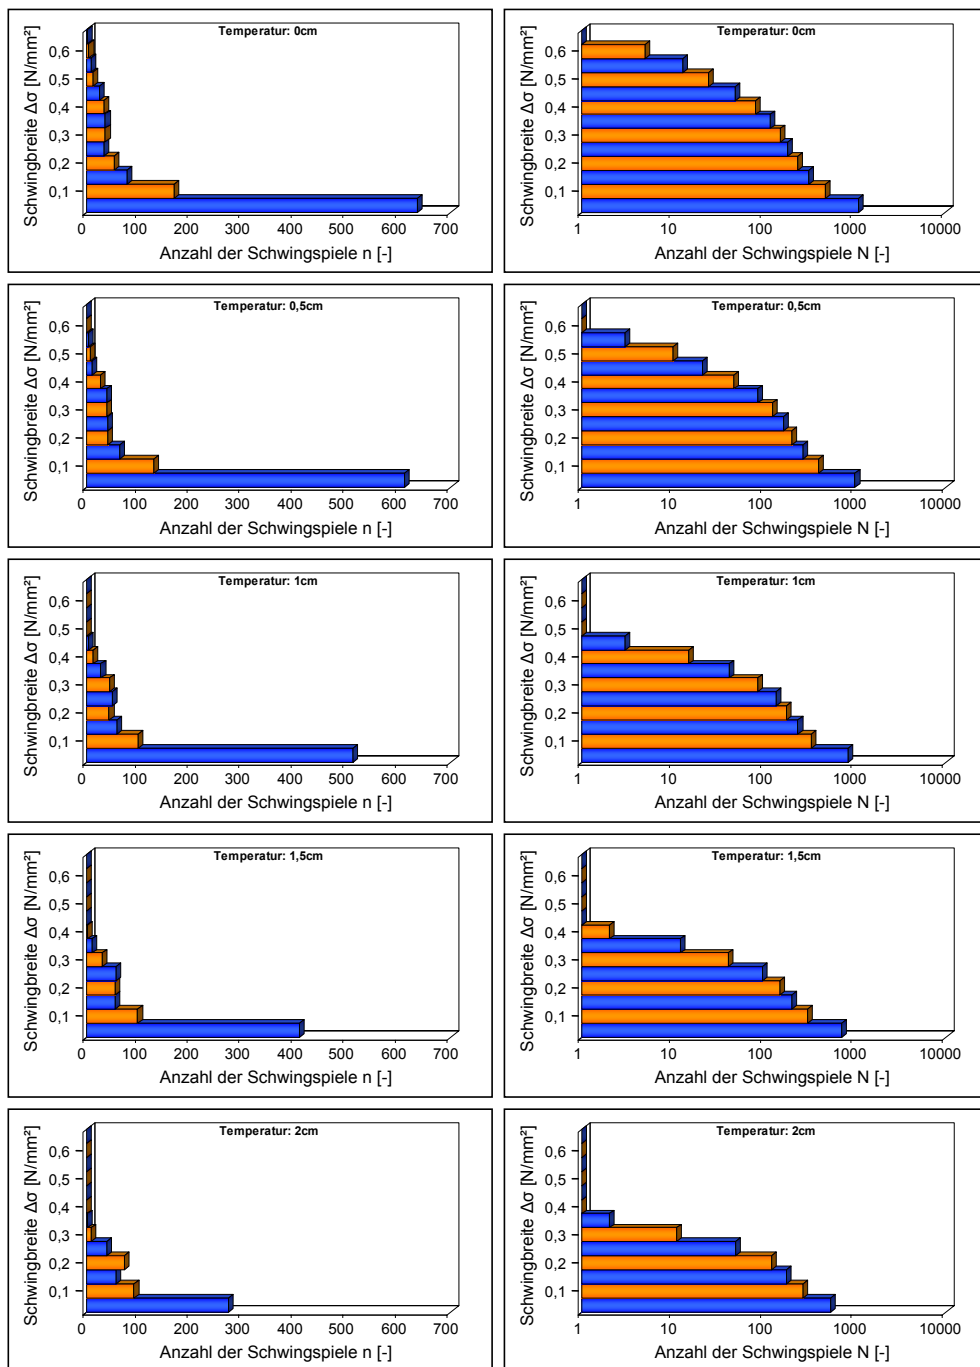 Temperatur: 0cm
Schwingbreite Δσ [N/mm²]
0,6
0,5
0,4
0,3
0,2
0,1
0 100 200 300 400 500 600 700
Anzahl der Schwingspiele n [-]
Temperatur: 0cm
Schwingbreite Δσ [N/mm²]
0,6
0,5
0,4
0,3
0,2
0,1
1 10 100 1000 10000
Anzahl der Schwingspiele N [-]
Temperatur: 0,5cm
Schwingbreite Δσ [N/mm²]
0,6
0,5
0,4
0,3
0,2
0,1
0 100 200 300 400 500 600 700
Anzahl der Schwingspiele n [-]
Temperatur: 0,5cm
Schwingbreite Δσ [N/mm²]
0,6
0,5
0,4
0,3
0,2
0,1
1 10 100 1000 10000
Anzahl der Schwingspiele N [-]
Temperatur: 1cm
Schwingbreite Δσ [N/mm²]
0,6
0,5
0,4
0,3
0,2
0,1
0 100 200 300 400 500 600 700
Anzahl der Schwingspiele n [-]
Temperatur: 1cm
Schwingbreite Δσ [N/mm²]
0,6
0,5
0,4
0,3
0,2
0,1
1 10 100 1000 10000
Anzahl der Schwingspiele N [-]
Temperatur: 1,5cm
Schwingbreite Δσ [N/mm²]
0,6
0,5
0,4
0,3
0,2
0,1
0 100 200 300 400 500 600 700
Anzahl der Schwingspiele n [-]
Temperatur: 1,5cm
Schwingbreite Δσ [N/mm²]
0,6
0,5
0,4
0,3
0,2
0,1
1 10 100 1000 10000
Anzahl der Schwingspiele N [-]
Temperatur: 2cm
Schwingbreite Δσ [N/mm²]
0,6
0,5
0,4
0,3
0,2
0,1
0 100 200 300 400 500 600 700
Anzahl der Schwingspiele n [-]
Temperatur: 2cm
Schwingbreite Δσ [N/mm²]
0,6
0,5
0,4
0,3
0,2
0,1
1 10 100 1000 10000
Anzahl der Schwingspiele N [-]